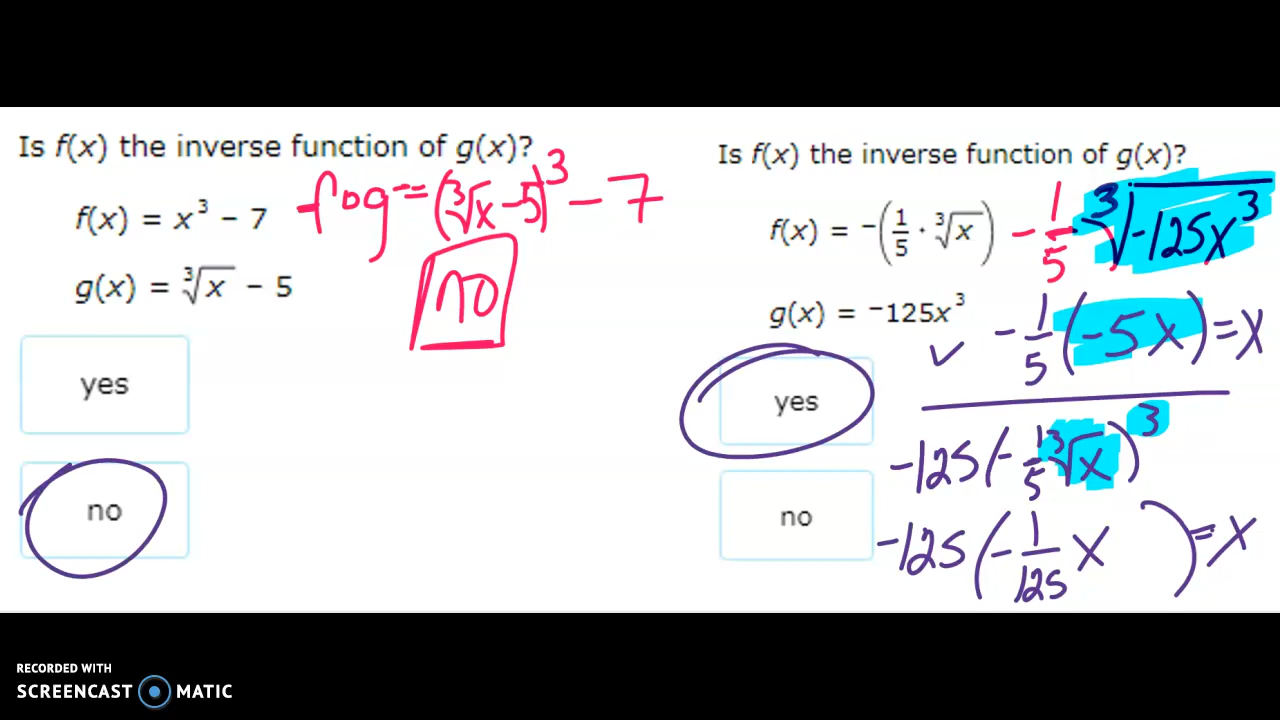 Is f(x) the inverse function of g(x)?
f(x) = x³ − 7
fog = (∛x − 5)³ − 7
g(x) = ∛x − 5
no
yes
no
Is f(x) the inverse function of g(x)?
f(x) = −(1/5 · ∛x)
−1/5 · ∛−125x³
g(x) = −125x³
✓ −1/5 (−5x) = x
yes
−125(−1/5 ∛x)³
no
−125(−1/125 x) = x
RECORDED WITH
SCREENCAST MATIC